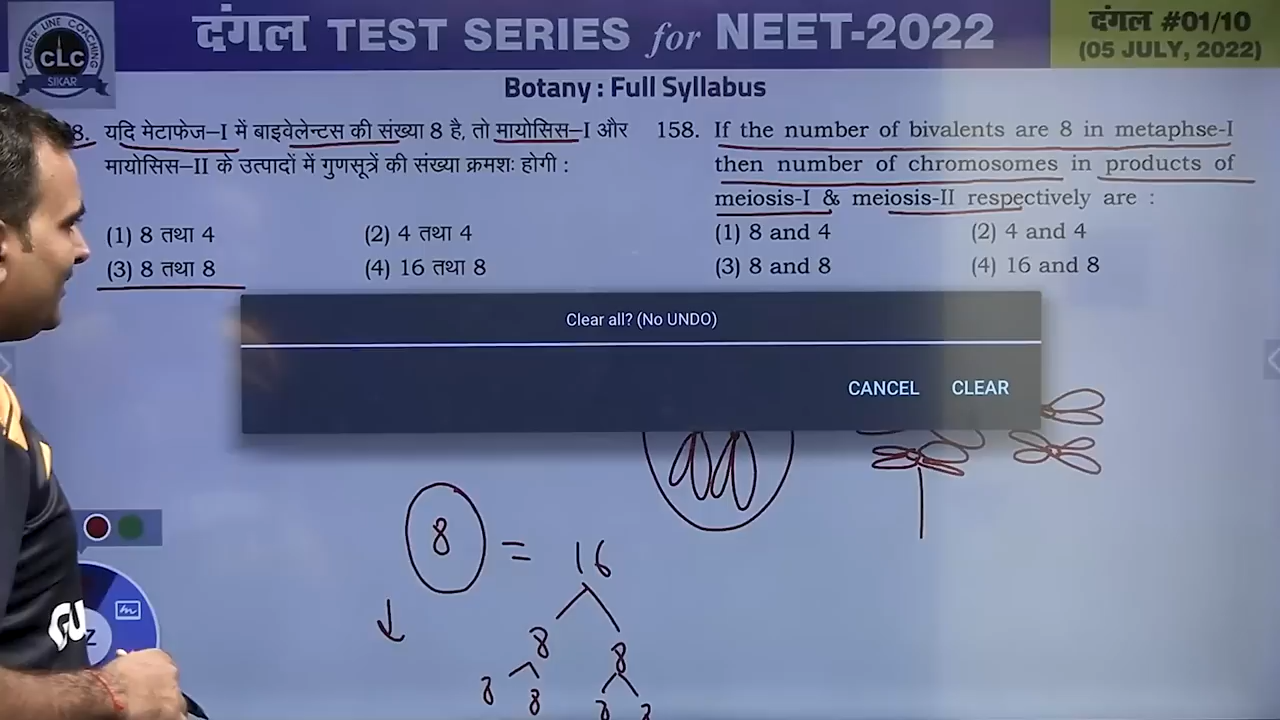 CAREER LINE COACHING
CLC
SIKAR
दंगल TEST SERIES for NEET-2022
दंगल #01/10
(05 JULY, 2022)
Botany : Full Syllabus
8. यदि मेटाफेज–I में बाइवेलेन्टस की संख्या 8 है, तो मायोसिस–I और
मायोसिस–II के उत्पादों में गुणसूत्रें की संख्या क्रमशः होगी :
(1) 8 तथा 4
(2) 4 तथा 4
(3) 8 तथा 8
(4) 16 तथा 8
158. If the number of bivalents are 8 in metaphse-I
then number of chromosomes in products of
meiosis-I & meiosis-II respectively are :
(1) 8 and 4
(2) 4 and 4
(3) 8 and 8
(4) 16 and 8
Clear all? (No UNDO)
CANCEL CLEAR
8 = 16
8 8
8 8 8 8
Z